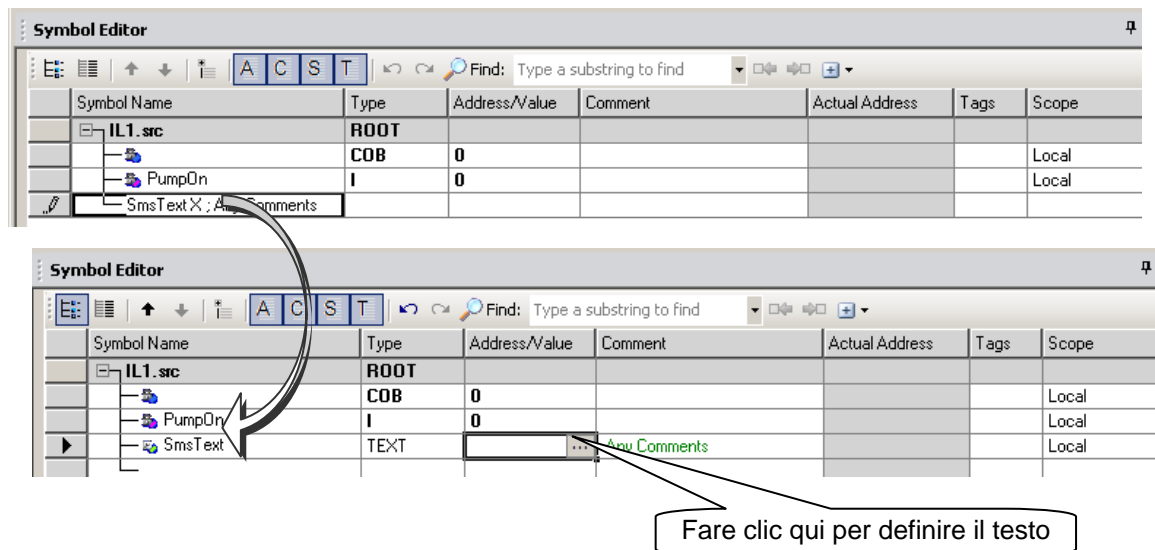 Symbol Editor
A C S T Find: Type a substring to find
Symbol Name Type Address/Value Comment Actual Address Tags Scope
IL1.src ROOT
COB 0 Local
PumpOn I 0 Local
SmsText X ; Any Comments
Symbol Editor
A C S T Find: Type a substring to find
Symbol Name Type Address/Value Comment Actual Address Tags Scope
IL1.src ROOT
COB 0 Local
PumpOn I 0 Local
SmsText TEXT ... Any Comments Local
Fare clic qui per definire il testo